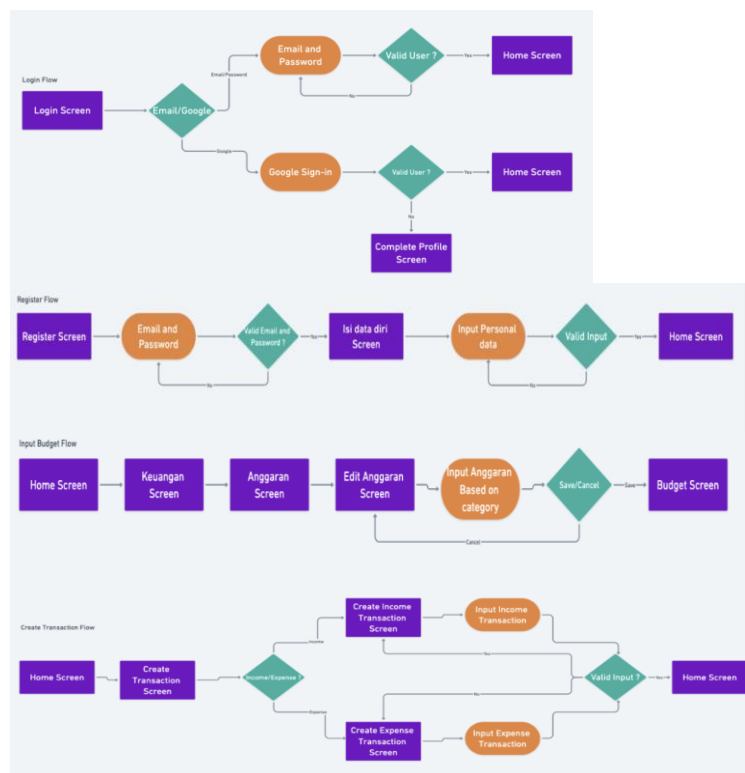 Login Flow
Login Screen
Email/Google
Email/Password
Email and
Password
Valid User ?
Yes
Home Screen
No
Google
Google Sign-in
Valid User ?
Yes
Home Screen
No
Complete Profile
Screen
Register Flow
Register Screen
Email and
Password
Valid Email and
Password ?
Yes
Isi data diri
Screen
Input Personal
data
Valid Input
Yes
Home Screen
No
No
Input Budget Flow
Home Screen
Keuangan
Screen
Anggaran
Screen
Edit Anggaran
Screen
Input Anggaran
Based on
category
Save/Cancel
Save
Budget Screen
Cancel
Create Transaction Flow
Home Screen
Create
Transaction
Screen
Income/Expense ?
Income
Create Income
Transaction
Screen
Input Income
Transaction
No
Valid Input ?
Yes
Home Screen
Expense
Create Expense
Transaction
Screen
Input Expense
Transaction